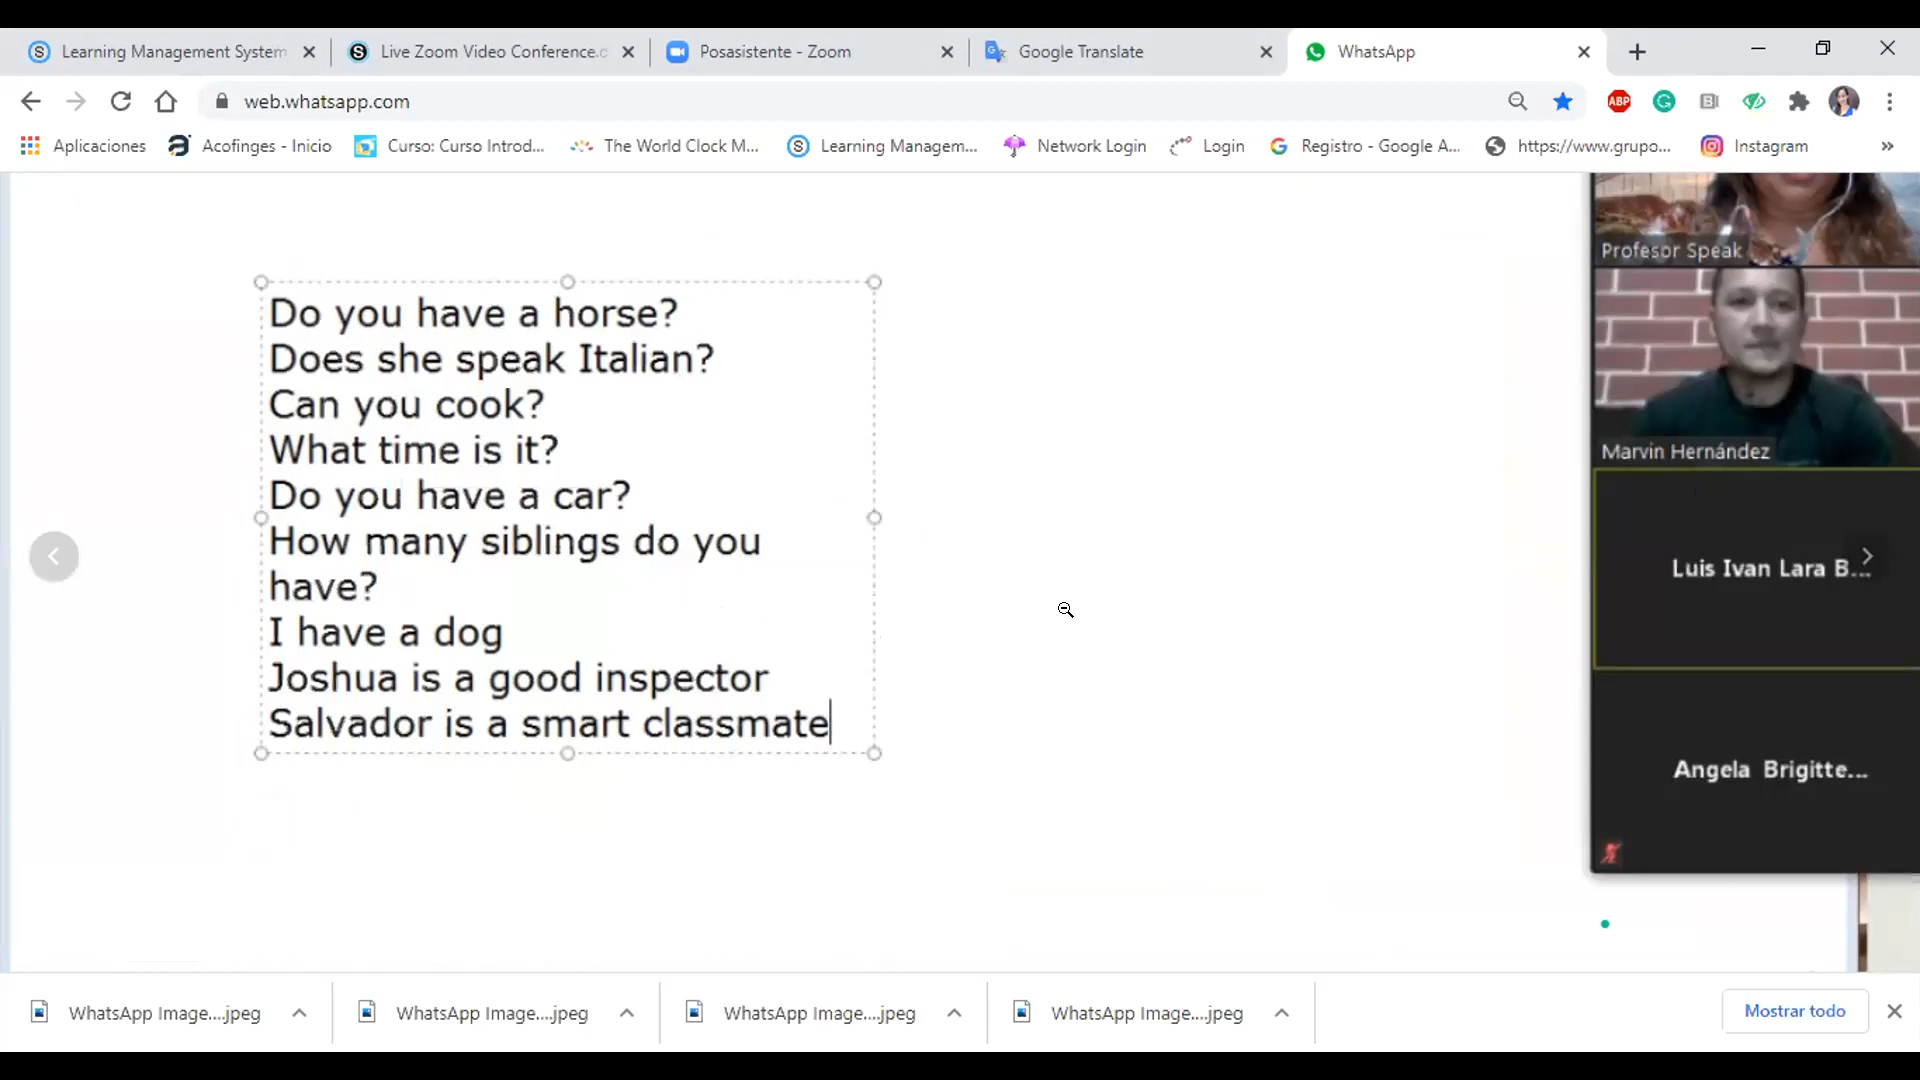 Learning Management System
Live Zoom Video Conference.c
Posasistente - Zoom
Google Translate
WhatsApp
web.whatsapp.com
ABP
Aplicaciones
Acofinges - Inicio
Curso: Curso Introd...
The World Clock M...
Learning Managem...
Network Login
Login
Registro - Google A...
https://www.grupo...
Instagram
»
Profesor Speak
Do you have a horse?
Does she speak Italian?
Can you cook?
What time is it?
Do you have a car?
How many siblings do you
have?
I have a dog
Joshua is a good inspector
Salvador is a smart classmate
Marvin Hernández
Luis Ivan Lara B...
Angela Brigitte...
WhatsApp Image....jpeg
WhatsApp Image....jpeg
WhatsApp Image....jpeg
WhatsApp Image....jpeg
Mostrar todo